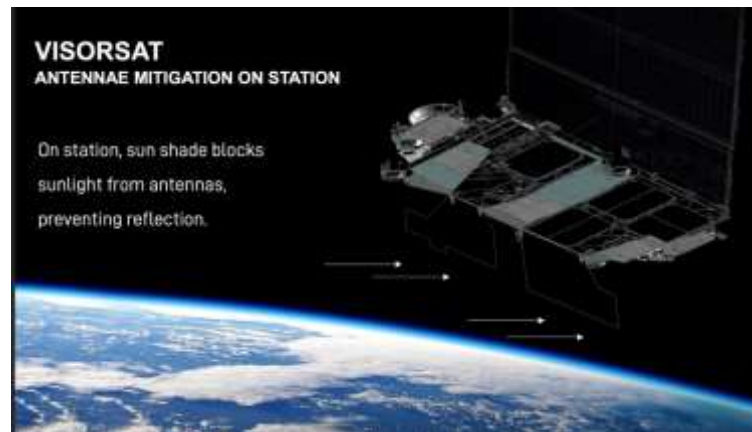 VISORSAT
ANTENNAE MITIGATION ON STATION
On station, sun shade blocks
sunlight from antennas,
preventing reflection.